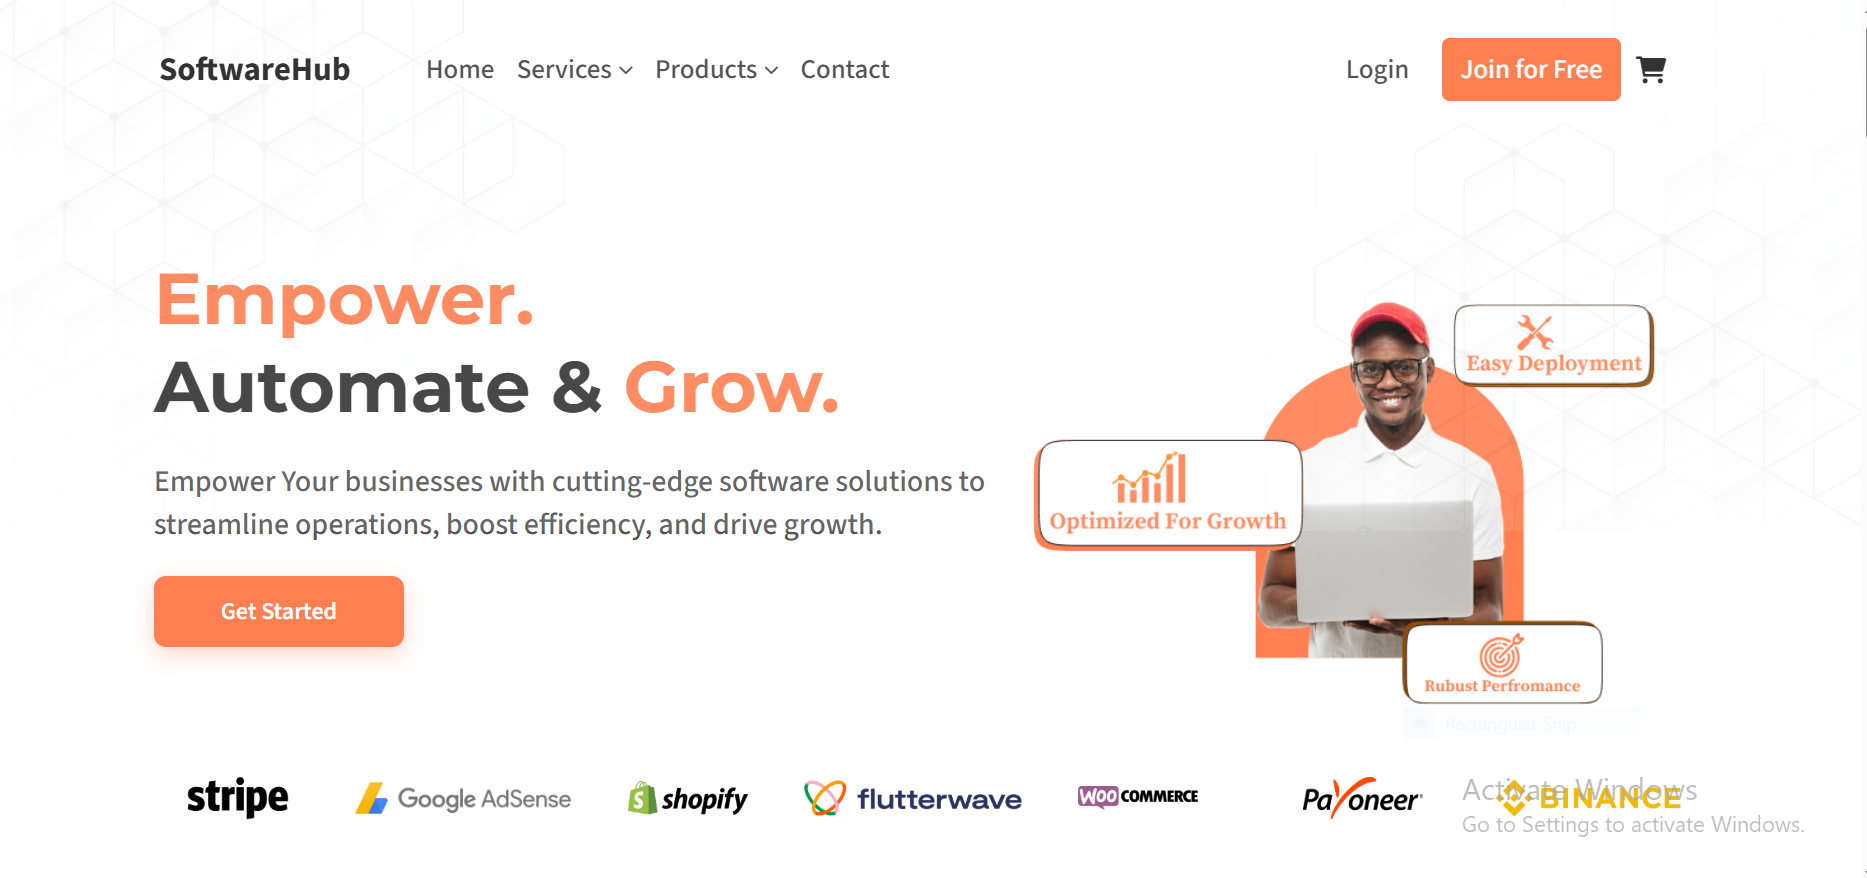 SoftwareHub Home Services Products Contact Login Join for Free
Empower.
Automate & Grow.
Empower Your businesses with cutting-edge software solutions to
streamline operations, boost efficiency, and drive growth.
Get Started
Easy Deployment
Optimized For Growth
Rubust Perfromance
Rectangular Snip
stripe Google AdSense shopify flutterwave WOO COMMERCE Payoneer BINANCE
Activate Windows
Go to Settings to activate Windows.